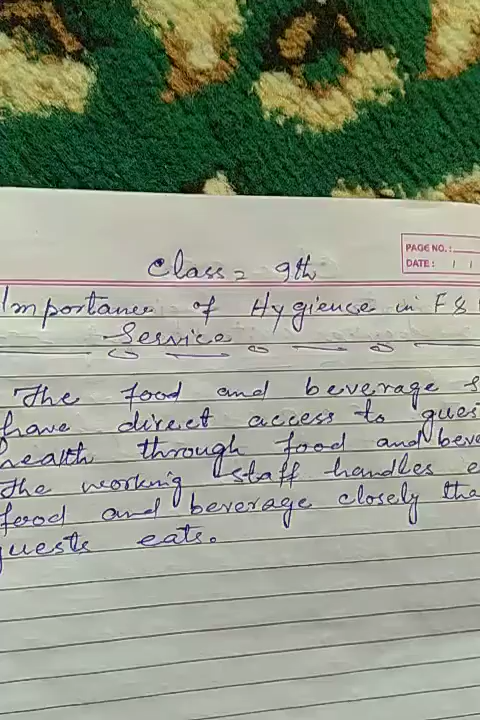 PAGE NO.:
DATE: / /
Class = 9th
Importance of Hygiense in F &
Service
The food and beverage s
have direct access to gues
health through food and beve
The working staff handles e
food and beverage closely tha
guests eats.